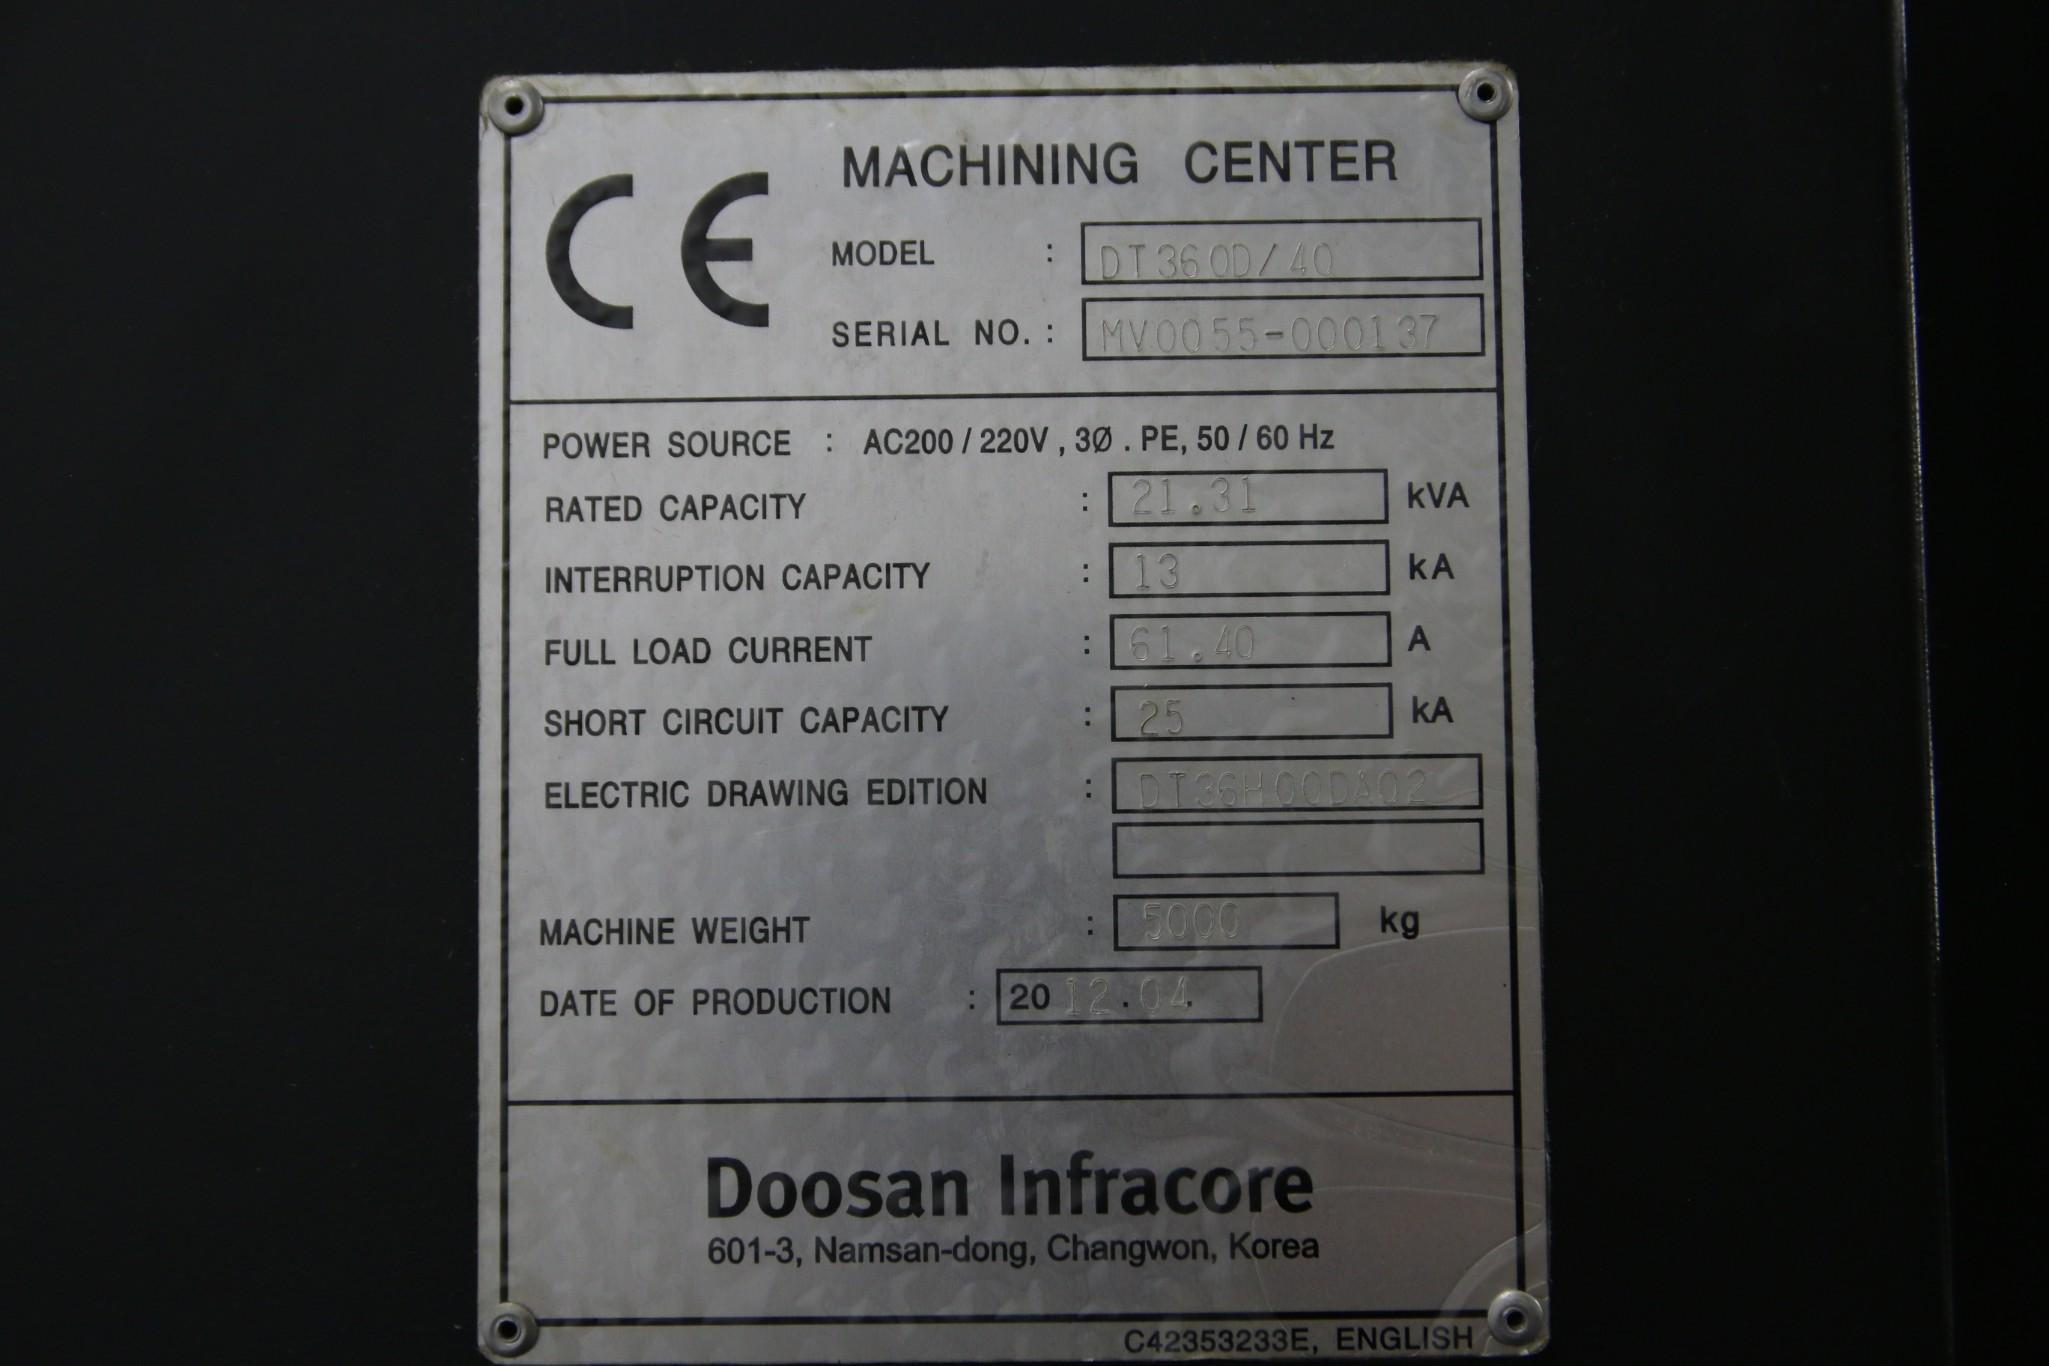 CE
MACHINING CENTER
MODEL : DT360D/40
SERIAL NO. : MV0055-000137
POWER SOURCE : AC200 / 220V , 3Ø . PE, 50 / 60 Hz
RATED CAPACITY : 21.31 kVA
INTERRUPTION CAPACITY : 13 kA
FULL LOAD CURRENT : 61.40 A
SHORT CIRCUIT CAPACITY : 25 kA
ELECTRIC DRAWING EDITION : DT36H00DA02
MACHINE WEIGHT : 5000 kg
DATE OF PRODUCTION : 2012.04.
Doosan Infracore
601-3, Namsan-dong, Changwon, Korea
C42353233E, ENGLISH